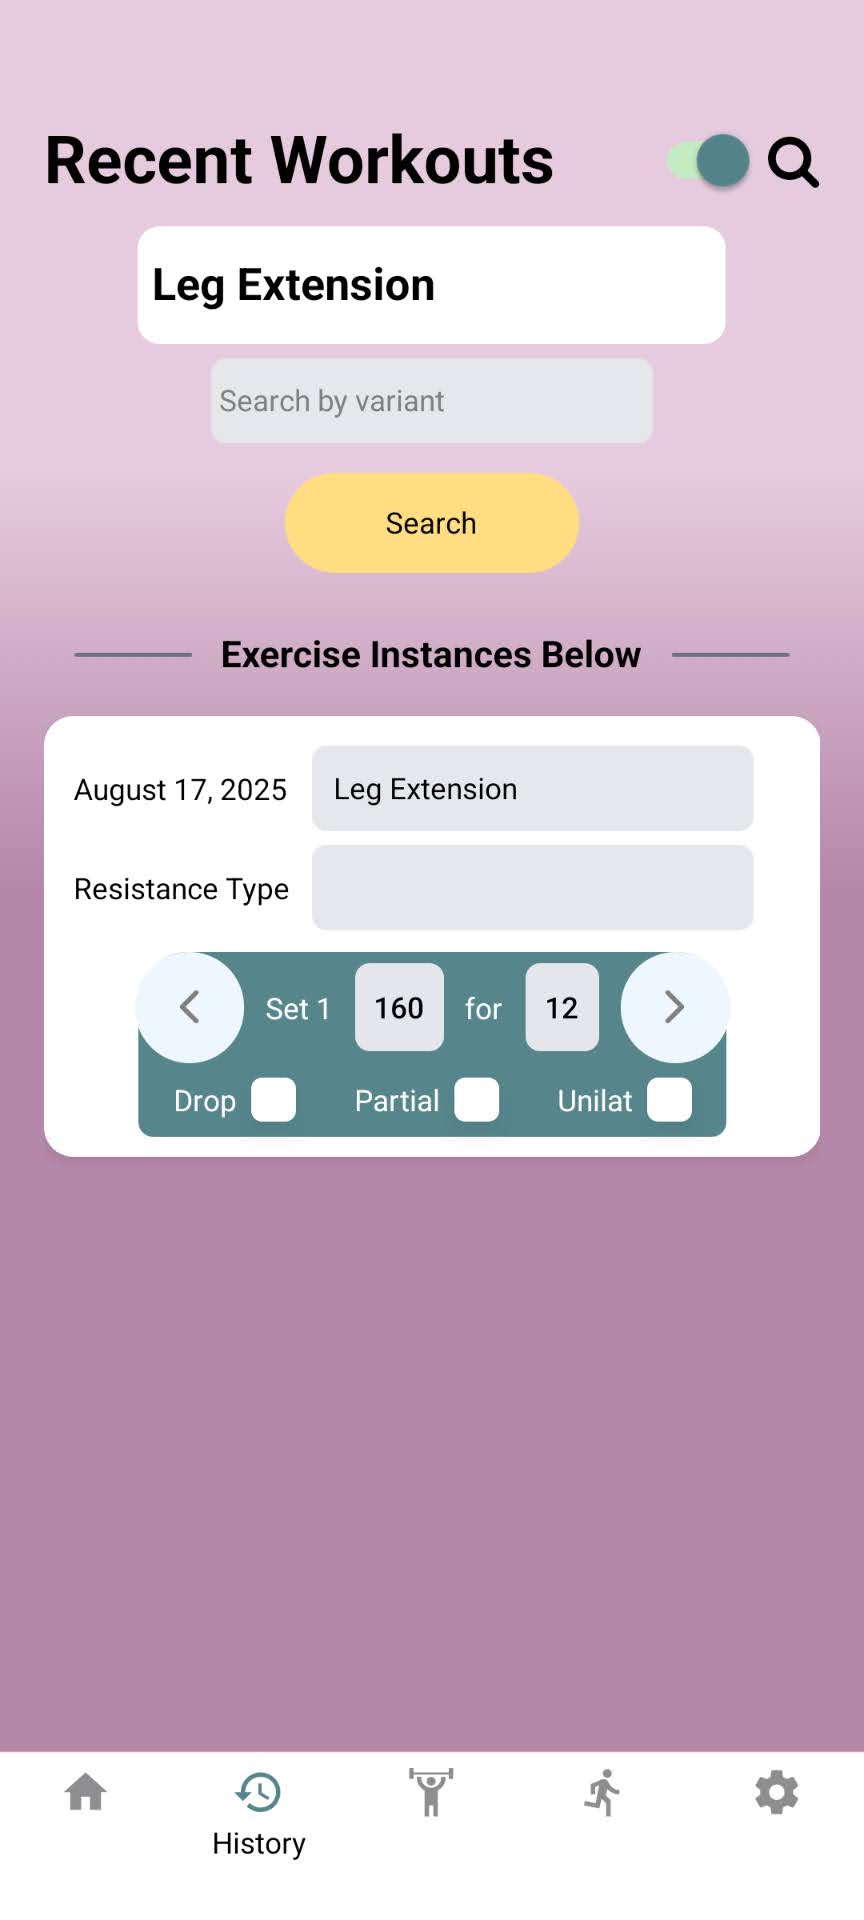 Recent Workouts
Leg Extension
Search by variant
Search
Exercise Instances Below
August 17, 2025 Leg Extension
Resistance Type
Set 1 160 for 12
Drop Partial Unilat
History